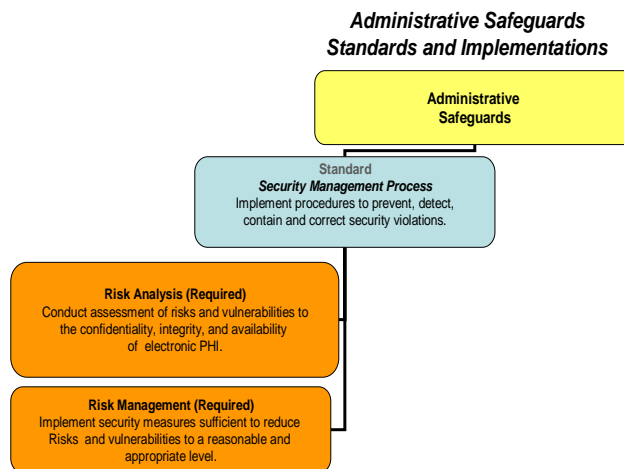 Administrative Safeguards
Standards and Implementations
Administrative
Safeguards
Standard
Security Management Process
Implement procedures to prevent, detect,
contain and correct security violations.
Risk Analysis (Required)
Conduct assessment of risks and vulnerabilities to
the confidentiality, integrity, and availability
of electronic PHI.
Risk Management (Required)
Implement security measures sufficient to reduce
Risks and vulnerabilities to a reasonable and
appropriate level.